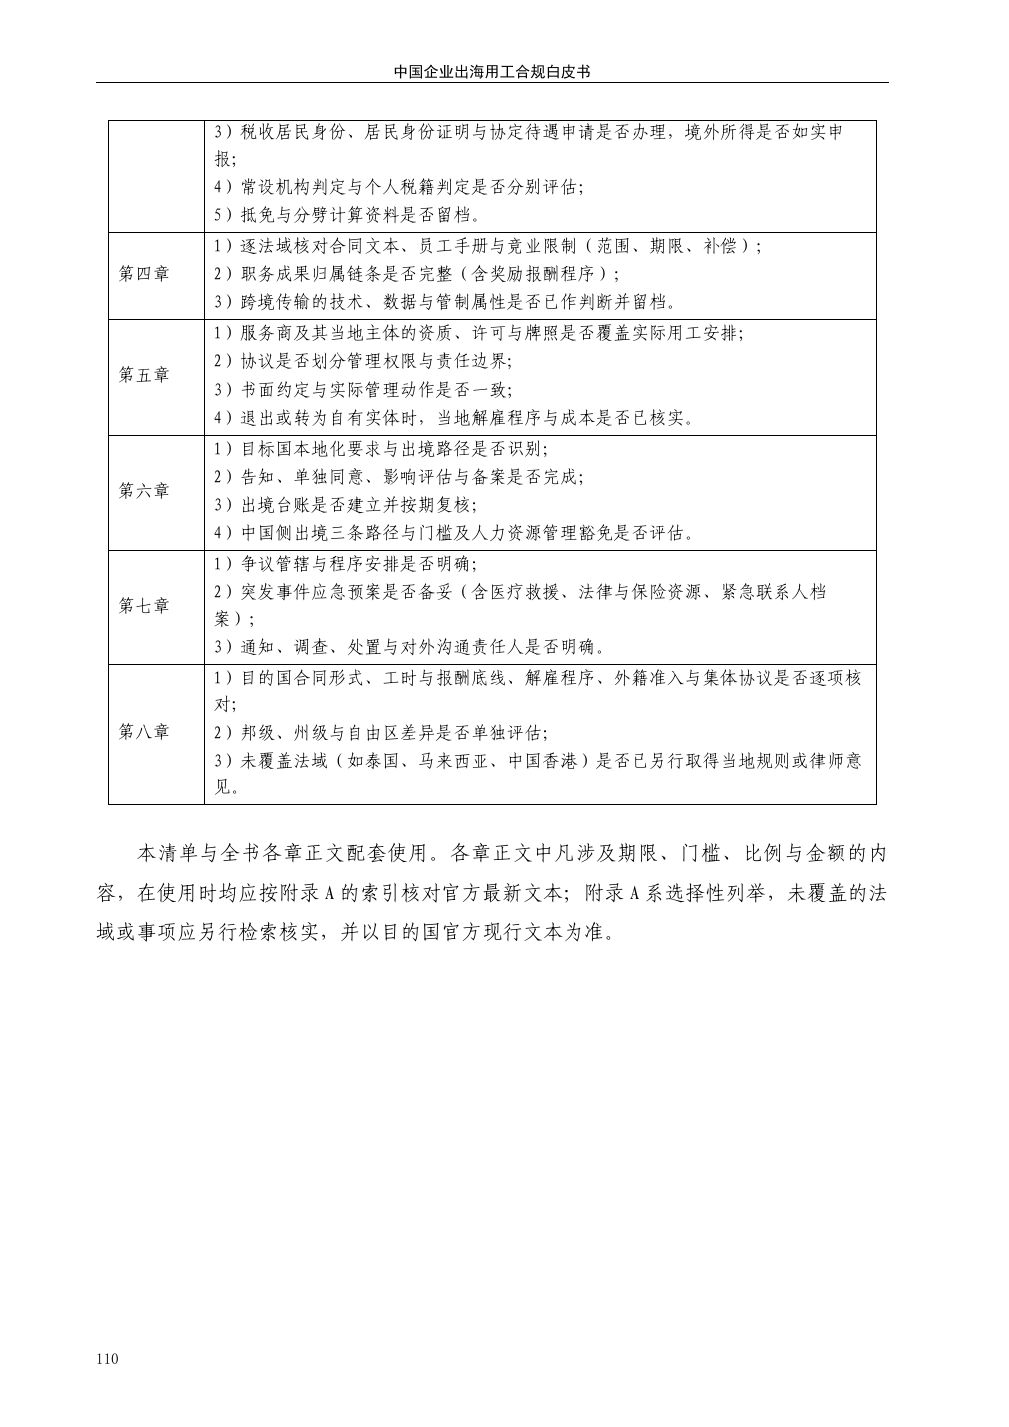 中国企业出海用工合规白皮书
3）税收居民身份、居民身份证明与协定待遇申请是否办理，境外所得是否如实申
报；
4）常设机构判定与个人税籍判定是否分别评估；
5）抵免与分劈计算资料是否留档。
第四章
1）逐法域核对合同文本、员工手册与竞业限制（范围、期限、补偿）；
2）职务成果归属链条是否完整（含奖励报酬程序）；
3）跨境传输的技术、数据与管制属性是否已作判断并留档。
第五章
1）服务商及其当地主体的资质、许可与牌照是否覆盖实际用工安排；
2）协议是否划分管理权限与责任边界；
3）书面约定与实际管理动作是否一致；
4）退出或转为自有实体时，当地解雇程序与成本是否已核实。
第六章
1）目标国本地化要求与出境路径是否识别；
2）告知、单独同意、影响评估与备案是否完成；
3）出境台账是否建立并按期复核；
4）中国侧出境三条路径与门槛及人力资源管理豁免是否评估。
第七章
1）争议管辖与程序安排是否明确；
2）突发事件应急预案是否备妥（含医疗救援、法律与保险资源、紧急联系人档
案）；
3）通知、调查、处置与对外沟通责任人是否明确。
第八章
1）目的国合同形式、工时与报酬底线、解雇程序、外籍准入与集体协议是否逐项核
对；
2）邦级、州级与自由区差异是否单独评估；
3）未覆盖法域（如泰国、马来西亚、中国香港）是否已另行取得当地规则或律师意
见。
本清单与全书各章正文配套使用。各章正文中凡涉及期限、门槛、比例与金额的内
容，在使用时均应按附录 A 的索引核对官方最新文本；附录 A 系选择性列举，未覆盖的法
域或事项应另行检索核实，并以目的国官方现行文本为准。
110